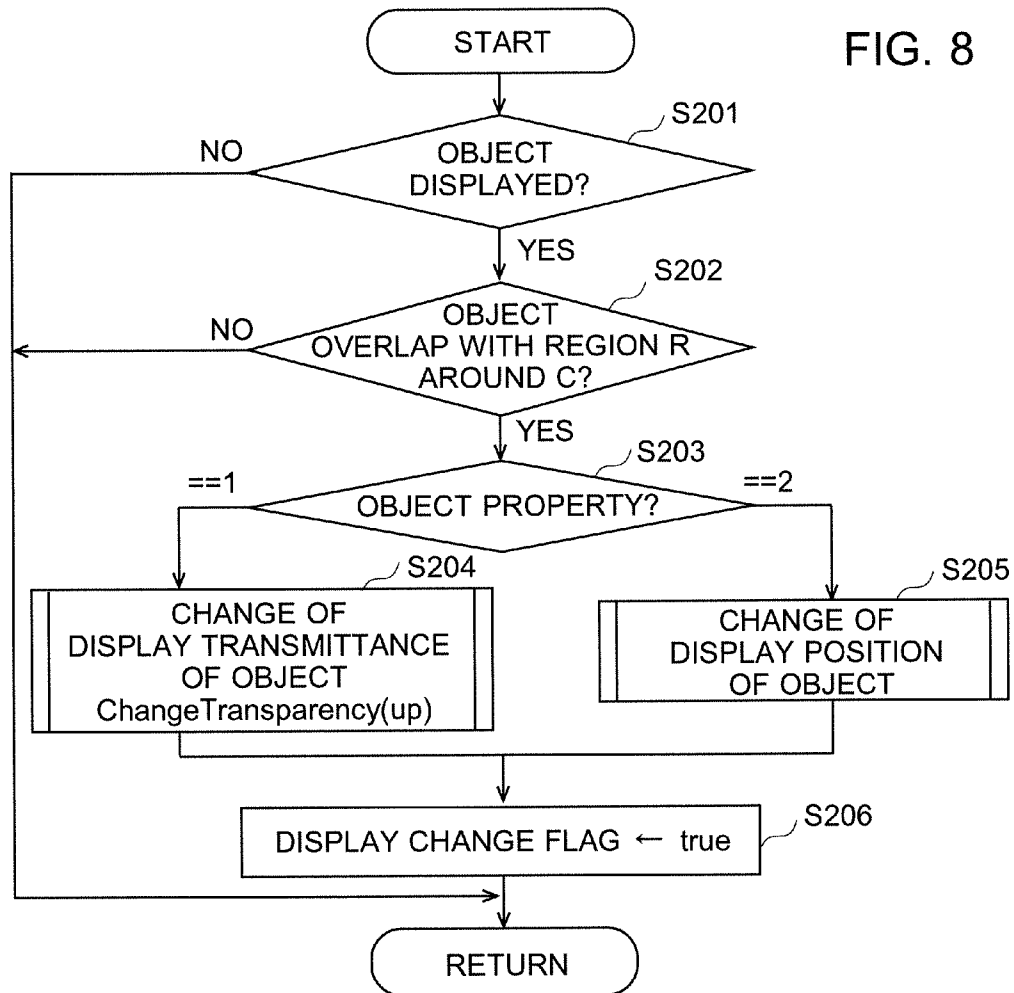 START
FIG. 8
S201
NO
OBJECT
DISPLAYED?
YES
S202
NO
OBJECT
OVERLAP WITH REGION R
AROUND C?
YES
S203
==1
OBJECT PROPERTY?
==2
S204
CHANGE OF
DISPLAY TRANSMITTANCE
OF OBJECT
ChangeTransparency(up)
S205
CHANGE OF
DISPLAY POSITION
OF OBJECT
S206
DISPLAY CHANGE FLAG ← true
RETURN